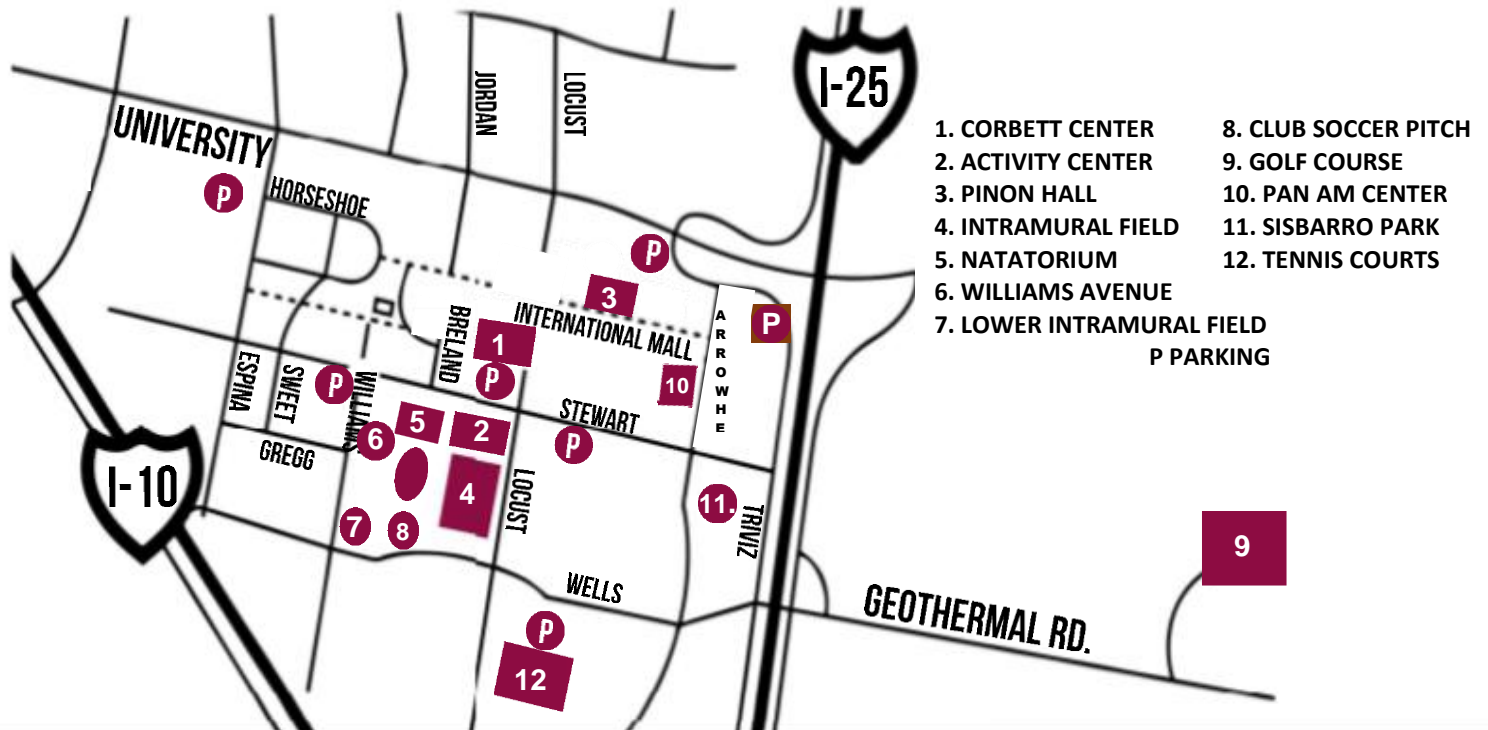 JORDAN
LOCUST
I-25
UNIVERSITY
P
HORSESHOE
P
3
INTERNATIONAL MALL
ARROWHE
P
BRELAND
1
P
10
ESPINA
SWEET
P
WILLIAMS
5
2
STEWART
P
6
GREGG
4
LOCUST
I-10
7
8
11.
TRIVIZ
9
WELLS
GEOTHERMAL RD.
P
12
1. CORBETT CENTER
2. ACTIVITY CENTER
3. PINON HALL
4. INTRAMURAL FIELD
5. NATATORIUM
6. WILLIAMS AVENUE
7. LOWER INTRAMURAL FIELD
8. CLUB SOCCER PITCH
9. GOLF COURSE
10. PAN AM CENTER
11. SISBARRO PARK
12. TENNIS COURTS
P PARKING